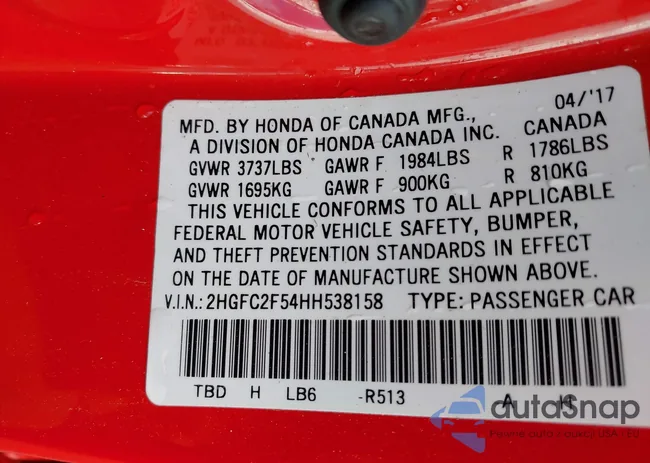 04/'17
MFD. BY HONDA OF CANADA MFG., CANADA
A DIVISION OF HONDA CANADA INC.
GVWR 3737LBS GAWR F 1984LBS R 1786LBS
GVWR 1695KG GAWR F 900KG R 810KG
THIS VEHICLE CONFORMS TO ALL APPLICABLE
FEDERAL MOTOR VEHICLE SAFETY, BUMPER,
AND THEFT PREVENTION STANDARDS IN EFFECT
ON THE DATE OF MANUFACTURE SHOWN ABOVE.
V.I.N.: 2HGFC2F54HH538158 TYPE: PASSENGER CAR
TBD H LB6 -R513 A H
autaSnap